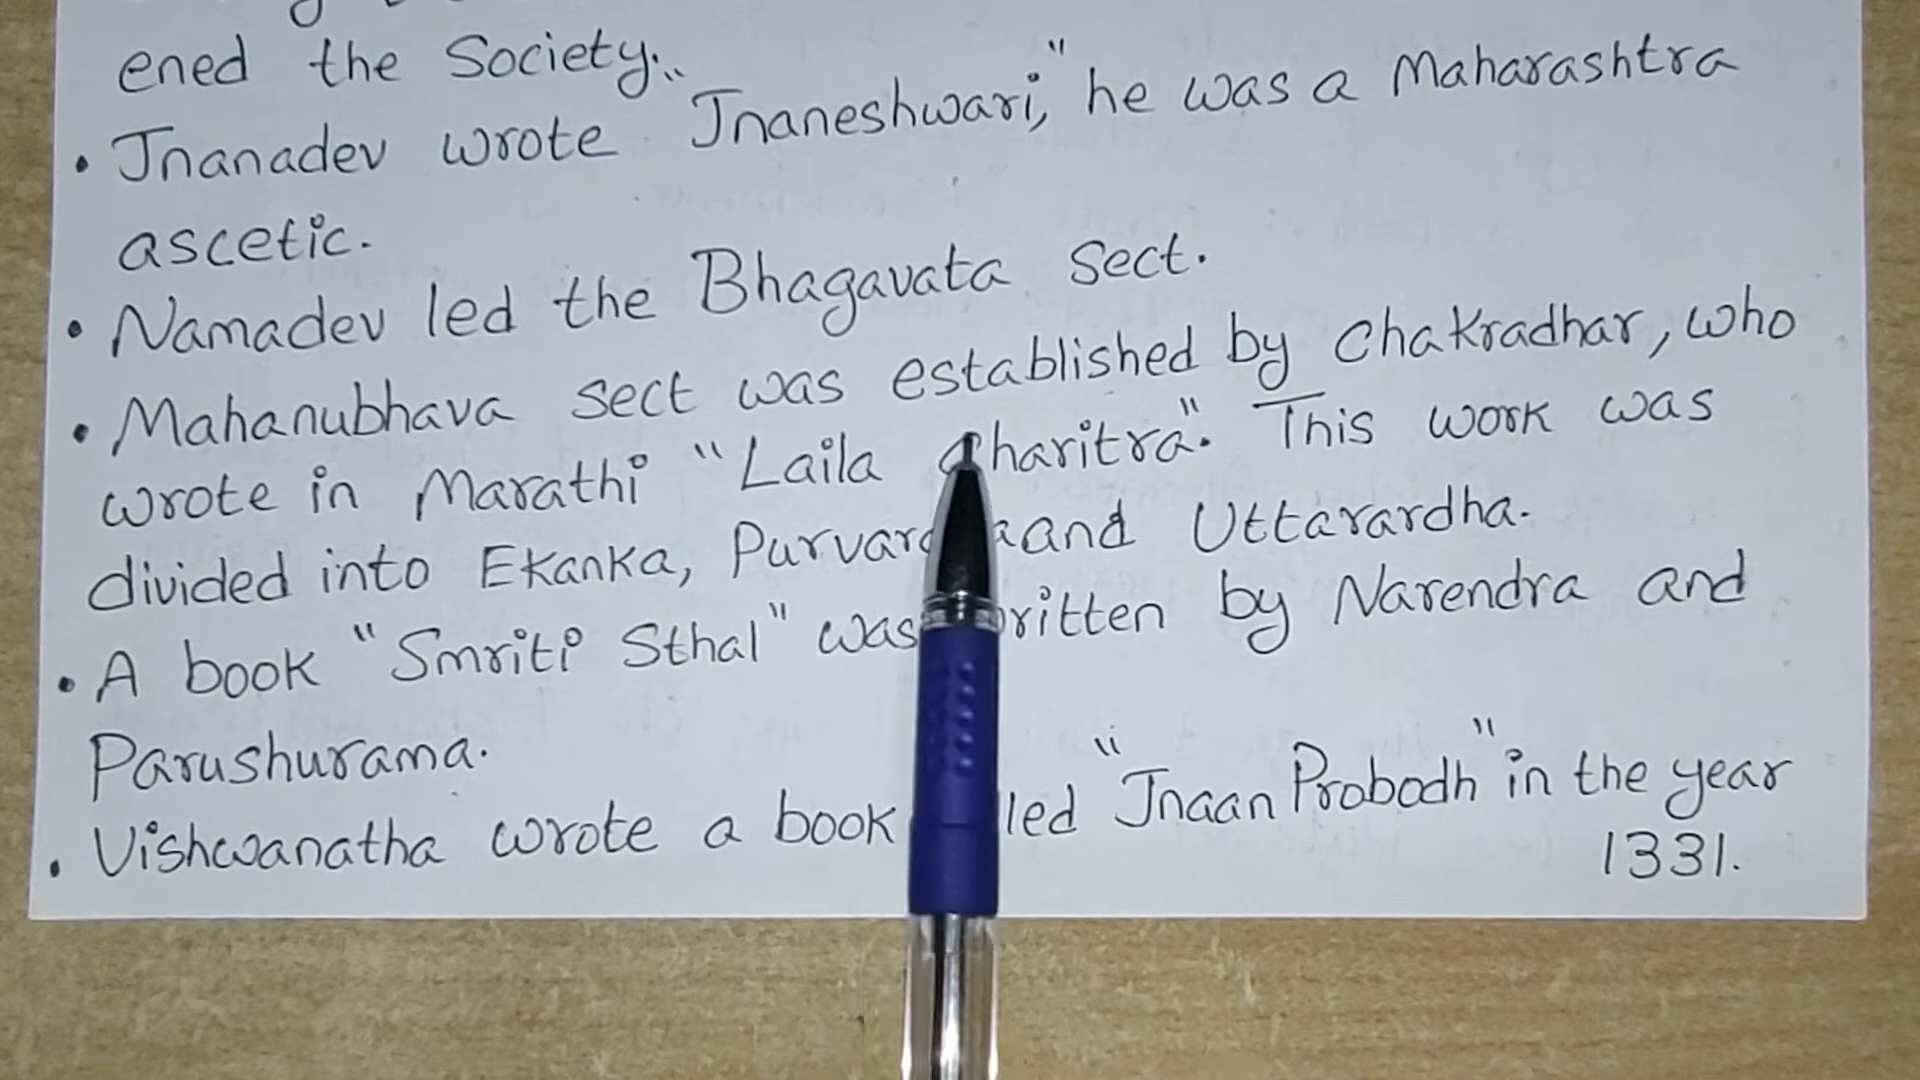 ened the Society.
• Jnanadev wrote "Jnaneshwari," he was a Maharashtra
ascetic.
• Namadev led the Bhagavata sect.
• Mahanubhava sect was established by Chakradhar, who
wrote in Marathi "Laila Charitra". This work was
divided into Ekanka, and Uttarardha.
• A book "Smriti Sthal" was written by Narendra and
Parushurama.
• Vishwanatha wrote a book "Jnaan Probodh" in the year
1331.